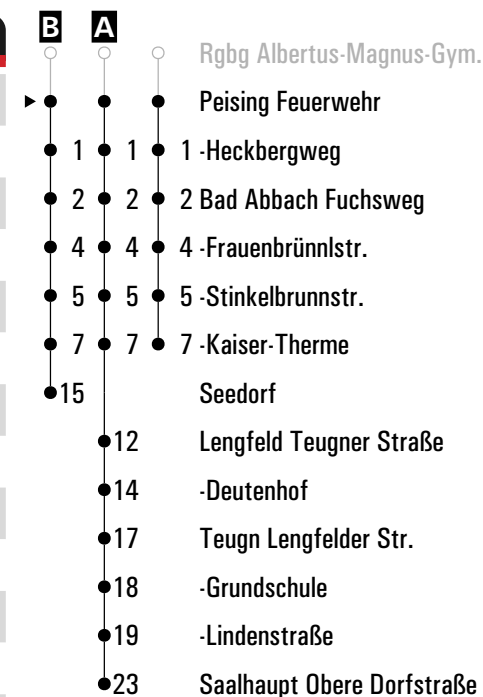 B A
Rgbg Albertus-Magnus-Gym.
Peising Feuerwehr
1 1 1 -Heckbergweg
2 2 2 Bad Abbach Fuchsweg
4 4 4 -Frauenbrünnlstr.
5 5 5 -Stinkelbrunnstr.
7 7 7 -Kaiser-Therme
15 Seedorf
12 Lengfeld Teugner Straße
14 -Deutenhof
17 Teugn Lengfelder Str.
18 -Grundschule
19 -Lindenstraße
23 Saalhaupt Obere Dorfstraße